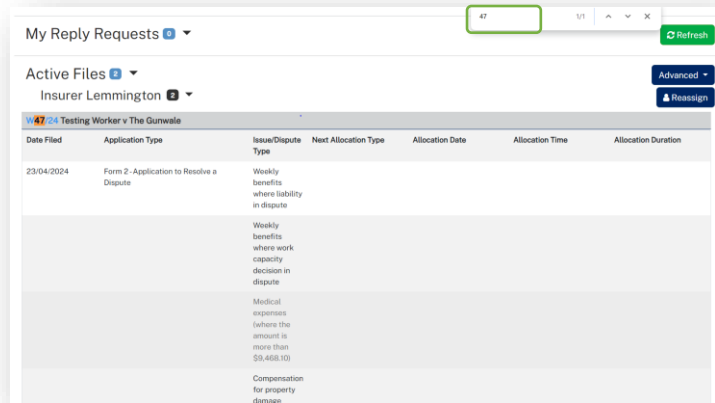 47 1/1
My Reply Requests 0
Refresh
Active Files 2
Advanced
Insurer Lemmington 2
Reassign
W47/24 Testing Worker v The Gunwale
Date Filed Application Type Issue/Dispute Next Allocation Type Allocation Date Allocation Time Allocation Duration
Type
23/04/2024 Form 2 - Application to Resolve a Weekly
Dispute benefits
where liability
in dispute
Weekly
benefits
where work
capacity
decision in
dispute
Medical
expenses
(where the
amount is
more than
$9,468.10)
Compensation
for property
damage